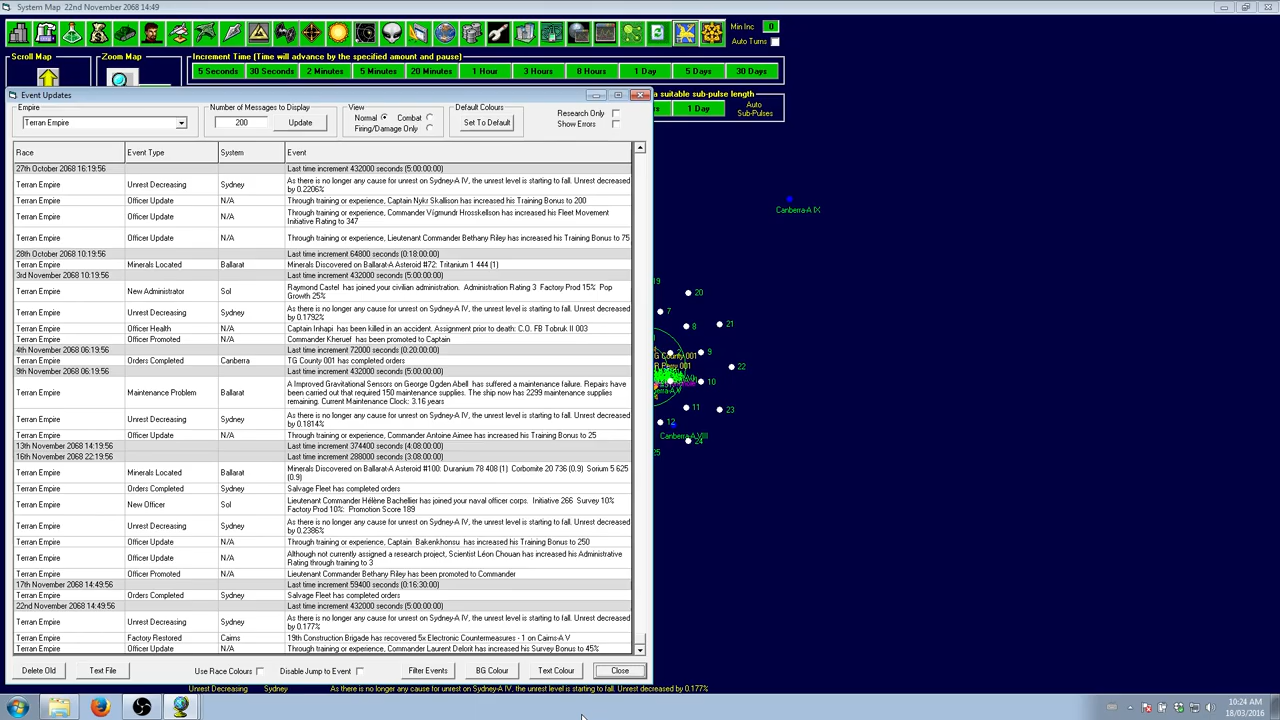 System Map 22nd November 2068 14:49
Min Inc 0
Auto Turns
Scroll Map
Zoom Map
Increment Time [Time will advance by the specified amount and pause]
5 Seconds 30 Seconds 2 Minutes 5 Minutes 20 Minutes 1 Hour 3 Hours 8 Hours 1 Day 5 Days 30 Days
Event Updates
a suitable sub-pulse length
1 Day Auto Sub-Pulses
Empire Number of Messages to Display View Default Colours Research Only
Terran Empire 200 Update Normal Combat Set To Default Show Errors
Firing/Damage Only
Race Event Type System Event
27th October 2068 16:19:56 Last time increment 432000 seconds (5:00:00:00)
Terran Empire Unrest Decreasing Sydney As there is no longer any cause for unrest on Sydney-A IV, the unrest level is starting to fall. Unrest decreased
by 0.2206%
Terran Empire Officer Update N/A Through training or experience, Captain Nykr Skallison has increased his Training Bonus to 200
Terran Empire Officer Update N/A Through training or experience, Commander Vígmundr Hrosskellson has increased his Fleet Movement
Initiative Rating to 347
Terran Empire Officer Update N/A Through training or experience, Lieutenant Commander Bethany Riley has increased his Training Bonus to 75
28th October 2068 10:19:56 Last time increment 64800 seconds (0:18:00:00)
Terran Empire Minerals Located Ballarat Minerals Discovered on Ballarat-A Asteroid #72: Tritanium 1 444 (1)
3rd November 2068 10:19:56 Last time increment 432000 seconds (5:00:00:00)
Terran Empire New Administrator Sol Raymond Castel has joined your civilian administration. Administration Rating 3 Factory Prod 15% Pop
Growth 25%
Terran Empire Unrest Decreasing Sydney As there is no longer any cause for unrest on Sydney-A IV, the unrest level is starting to fall. Unrest decreased
by 0.1792%
Terran Empire Officer Health N/A Captain Inhapi has been killed in an accident. Assignment prior to death: C.O. FB Tobruk II 003
Terran Empire Officer Promoted N/A Commander Kheruef has been promoted to Captain
4th November 2068 06:19:56 Last time increment 72000 seconds (0:20:00:00)
Terran Empire Orders Completed Canberra TG County 001 has completed orders
9th November 2068 06:19:56 Last time increment 432000 seconds (5:00:00:00)
Terran Empire Maintenance Problem Ballarat A Improved Gravitational Sensors on George Ogden Abell has suffered a maintenance failure. Repairs have
been carried out that required 150 maintenance supplies. The ship now has 2299 maintenance supplies
remaining. Current Maintenance Clock: 3.16 years
Terran Empire Unrest Decreasing Sydney As there is no longer any cause for unrest on Sydney-A IV, the unrest level is starting to fall. Unrest decreased
by 0.1814%
Terran Empire Officer Update N/A Through training or experience, Commander Antoine Aimee has increased his Training Bonus to 25
13th November 2068 14:19:56 Last time increment 374400 seconds (4:08:00:00)
16th November 2068 22:19:56 Last time increment 288000 seconds (3:08:00:00)
Terran Empire Minerals Located Ballarat Minerals Discovered on Ballarat-A Asteroid #100: Duranium 78 408 (1) Corbomite 20 736 (0.9) Sorium 5 625
(0.9)
Terran Empire Orders Completed Sydney Salvage Fleet has completed orders
Terran Empire New Officer Sol Lieutenant Commander Hélène Bachellier has joined your naval officer corps. Initiative 266 Survey 10%
Factory Prod 10%: Promotion Score 189
Terran Empire Unrest Decreasing Sydney As there is no longer any cause for unrest on Sydney-A IV, the unrest level is starting to fall. Unrest decreased
by 0.2386%
Terran Empire Officer Update N/A Through training or experience, Captain Bakenkhonsu has increased his Training Bonus to 250
Terran Empire Officer Update N/A Although not currently assigned a research project, Scientist Léon Chouan has increased his Administrative
Rating through training to 3
Terran Empire Officer Promoted N/A Lieutenant Commander Bethany Riley has been promoted to Commander
17th November 2068 14:49:56 Last time increment 59400 seconds (0:16:30:00)
Terran Empire Orders Completed Sydney Salvage Fleet has completed orders
22nd November 2068 14:49:56 Last time increment 432000 seconds (5:00:00:00)
Terran Empire Unrest Decreasing Sydney As there is no longer any cause for unrest on Sydney-A IV, the unrest level is starting to fall. Unrest decreased
by 0.177%
Terran Empire Factory Restored Cairns 19th Construction Brigade has recovered 5x Electronic Countermeasures - 1 on Cairns-A V
Terran Empire Officer Update N/A Through training or experience, Commander Laurent Delorit has increased his Survey Bonus to 45%
Delete Old Text File Use Race Colours Disable Jump to Event Filter Events BG Colour Text Colour Close
Unrest Decreasing Sydney As there is no longer any cause for unrest on Sydney-A IV, the unrest level is starting to fall. Unrest decreased by 0.177%
Canberra-A IX
19
20
7
8
21
G County 001
9
Perry 001
22
10
11
23
12
Canberra-A VIII
24
25
10:24 AM
18/03/2016